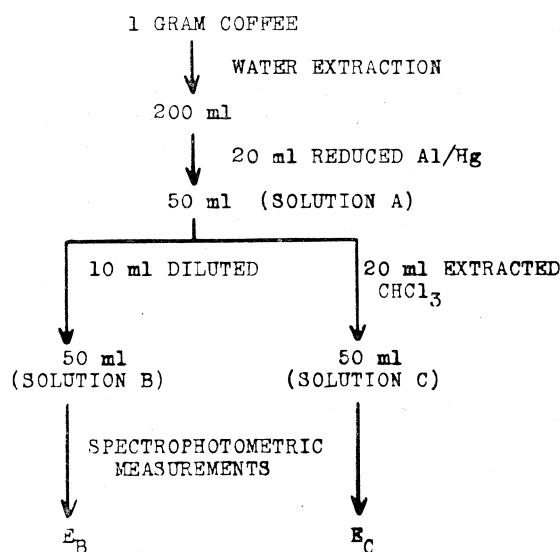 1 GRAM COFFEE
WATER EXTRACTION
200 ml
20 ml REDUCED Al/Hg
50 ml (SOLUTION A)
10 ml DILUTED
20 ml EXTRACTED
CHCl3
50 ml
(SOLUTION B)
50 ml
(SOLUTION C)
SPECTROPHOTOMETRIC
MEASUREMENTS
EB
EC